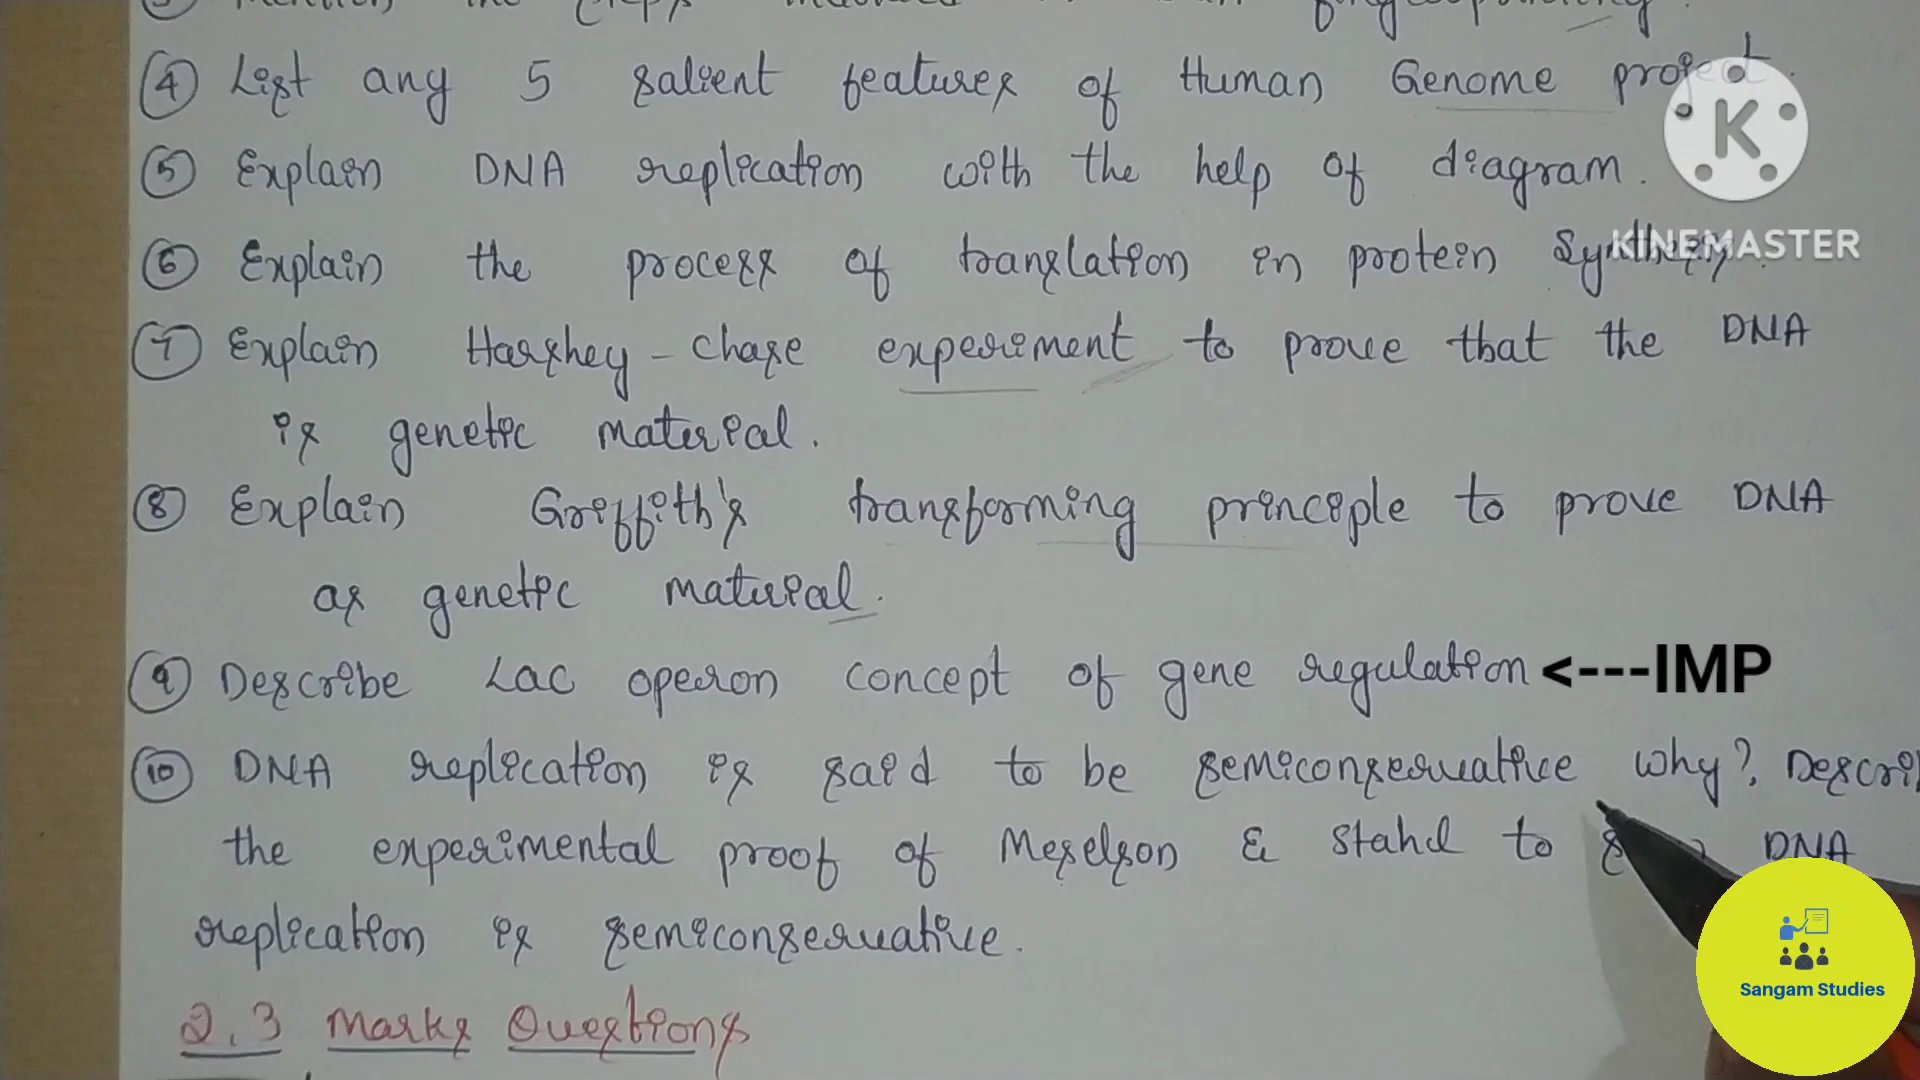 ④ List any 5 salient features of Human Genome project.
⑤ Explain DNA replication with the help of diagram.
⑥ Explain the process of translation in protein synthesis.
⑦ Explain Harshey - chase experiment to prove that the DNA
is genetic material.
⑧ Explain Griffith's transforming principle to prove DNA
as genetic material.
⑨ Describe Lac operon concept of gene regulation <---IMP
⑩ DNA replication is said to be semiconservative why?. Describ
the experimental proof of Meselson & Stahl to DNA
replication is semiconservative.
2.3 Marks Questions
K
KINEMASTER
Sangam Studies